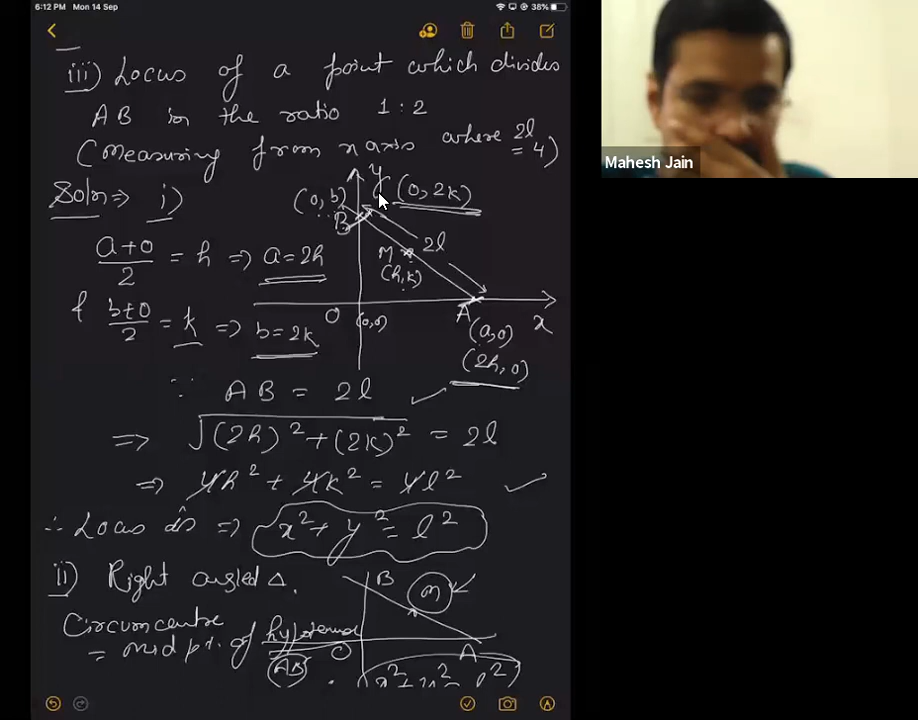 6:12 PM Mon 14 Sep
38%
iii) Locus of a point which divides
AB in the ratio 1:2
(measuring from x axis where 2l = 4)
Soln ⇒ i)
(0, b)
Y
(0, 2k)
B
2l
M
(h, k)
O
(0,0)
A
(a, 0)
x
(2h, 0)
a+0/2 = h ⇒ a = 2h
& b+0/2 = k ⇒ b = 2k
∵ AB = 2l
⇒ √(2h)² + (2k)² = 2l
⇒ 4h² + 4k² = 4l²
∴ Locus is ⇒ x² + y² = l²
ii) Right angled Δ.
Circumcentre
= mid pt. of hypotenuse
(AB)
B
M
O
A
x² + y² = l²
Mahesh Jain